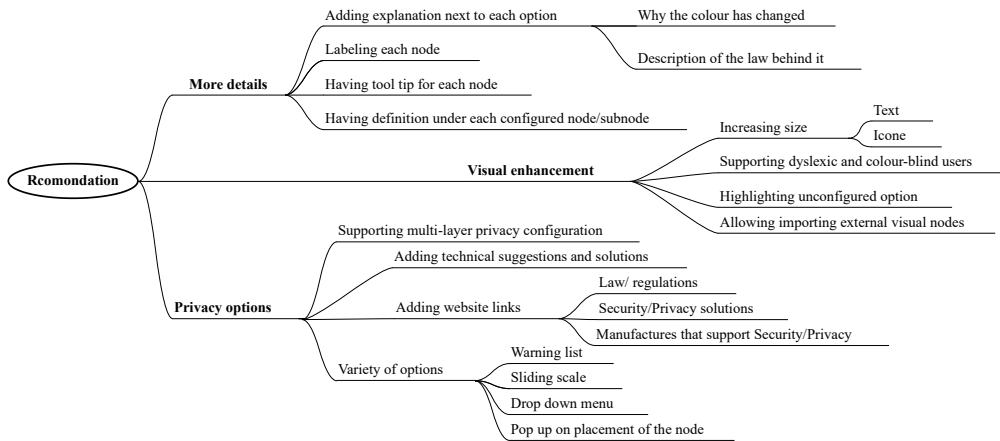 Adding explanation next to each option
Why the colour has changed
Description of the law behind it
Labeling each node
More details
Having tool tip for each node
Having definition under each configured node/subnode
Rcomondation
Visual enhancement
Increasing size
Text
Icone
Supporting dyslexic and colour-blind users
Highlighting unconfigured option
Allowing importing external visual nodes
Supporting multi-layer privacy configuration
Adding technical suggestions and solutions
Privacy options
Adding website links
Law/ regulations
Security/Privacy solutions
Manufactures that support Security/Privacy
Variety of options
Warning list
Sliding scale
Drop down menu
Pop up on placement of the node